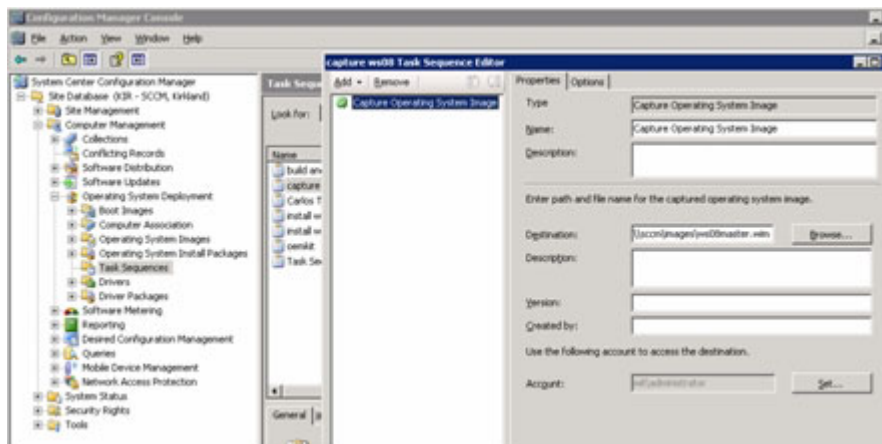 Configuration Manager Console
File Action View Window Help
System Center Configuration Manager
Site Database (KIR - SCCM, Kirkland)
Site Management
Computer Management
Collections
Conflicting Records
Software Distribution
Software Updates
Operating System Deployment
Boot Images
Computer Association
Operating System Images
Operating System Install Packages
Task Sequences
Drivers
Driver Packages
Software Metering
Reporting
Desired Configuration Management
Queries
Mobile Device Management
Network Access Protection
System Status
Security Rights
Tools
Task Sequ
Look for:
Name
build an
capture
Carlos T
install w
install w
oemkit
Task Se
General
capture ws08 Task Sequence Editor
Add Remove
Capture Operating System Image
Properties Options
Type Capture Operating System Image
Name: Capture Operating System Image
Description:
Enter path and file name for the captured operating system image.
Destination: \\sccm\images\ws08master.wim Browse...
Description:
Version:
Created by:
Use the following account to access the destination.
Account: Set...